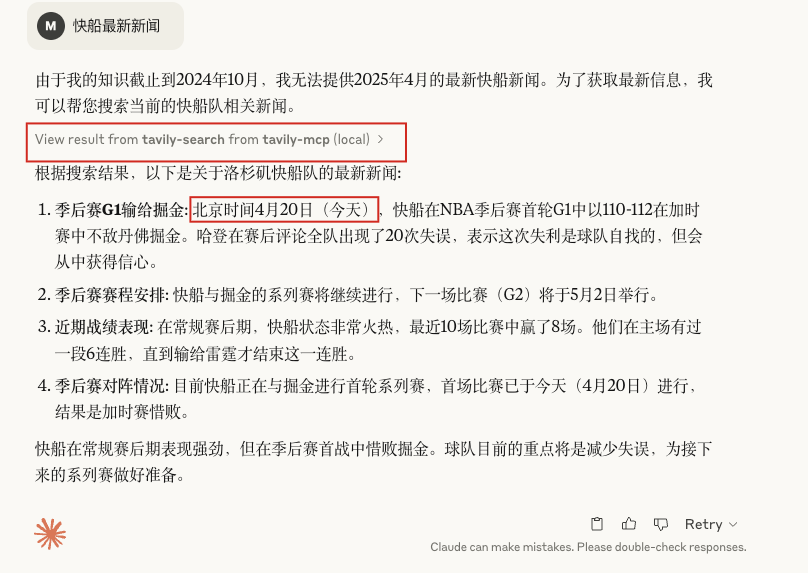 M 快船最新新闻
由于我的知识截止到2024年10月，我无法提供2025年4月的最新快船新闻。为了获取最新信息，我
可以帮您搜索当前的快船队相关新闻。
View result from tavily-search from tavily-mcp (local) >
根据搜索结果，以下是关于洛杉矶快船队的最新新闻:
1. 季后赛G1输给掘金: 北京时间4月20日（今天），快船在NBA季后赛首轮G1中以110-112在加时
赛中不敌丹佛掘金。哈登在赛后评论全队出现了20次失误，表示这次失利是球队自找的，但会
从中获得信心。
2. 季后赛赛程安排: 快船与掘金的系列赛将继续进行，下一场比赛（G2）将于5月2日举行。
3. 近期战绩表现: 在常规赛后期，快船状态非常火热，最近10场比赛中赢了8场。他们在主场有过
一段6连胜，直到输给雷霆才结束这一连胜。
4. 季后赛对阵情况: 目前快船正在与掘金进行首轮系列赛，首场比赛已于今天（4月20日）进行，
结果是加时赛惜败。
快船在常规赛后期表现强劲，但在季后赛首战中惜败掘金。球队目前的重点将是减少失误，为接下
来的系列赛做好准备。
Retry
Claude can make mistakes. Please double-check responses.